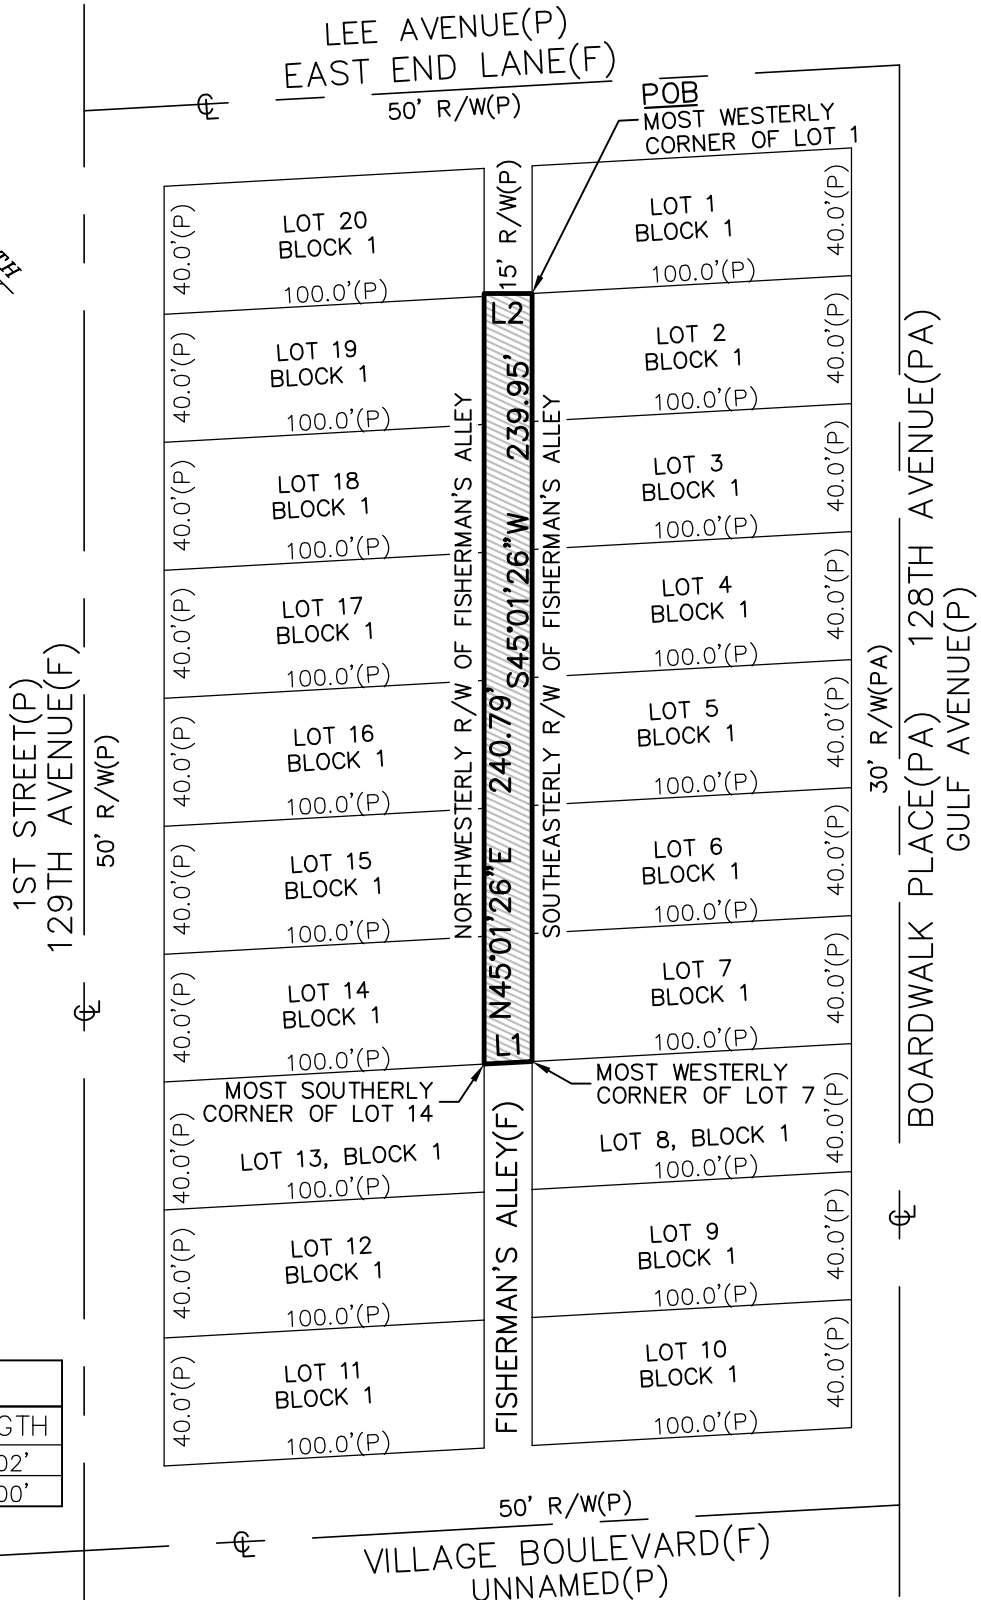 LEE AVENUE(P)
EAST END LANE(F)
50' R/W(P)
℄
POB
MOST WESTERLY
CORNER OF LOT 1
15' R/W(P)
TH
40.0'(P)
LOT 20
BLOCK 1
100.0'(P)
LOT 1
BLOCK 1
100.0'(P)
40.0'(P)
L2
40.0'(P)
LOT 19
BLOCK 1
100.0'(P)
LOT 2
BLOCK 1
100.0'(P)
40.0'(P)
40.0'(P)
LOT 18
BLOCK 1
100.0'(P)
LOT 3
BLOCK 1
100.0'(P)
40.0'(P)
40.0'(P)
LOT 17
BLOCK 1
100.0'(P)
LOT 4
BLOCK 1
100.0'(P)
40.0'(P)
40.0'(P)
LOT 16
BLOCK 1
100.0'(P)
LOT 5
BLOCK 1
100.0'(P)
40.0'(P)
40.0'(P)
LOT 15
BLOCK 1
100.0'(P)
LOT 6
BLOCK 1
100.0'(P)
40.0'(P)
40.0'(P)
LOT 14
BLOCK 1
100.0'(P)
LOT 7
BLOCK 1
100.0'(P)
40.0'(P)
NORTHWESTERLY R/W OF FISHERMAN'S ALLEY
N45°01'26"E 240.79'
S45°01'26"W 239.95'
SOUTHEASTERLY R/W OF FISHERMAN'S ALLEY
L1
1ST STREET(P)
129TH AVENUE(F)
50' R/W(P)
℄
30' R/W(PA)
BOARDWALK PLACE(PA) 128TH AVENUE(PA)
GULF AVENUE(P)
℄
MOST SOUTHERLY
CORNER OF LOT 14
MOST WESTERLY
CORNER OF LOT 7
40.0'(P)
LOT 13, BLOCK 1
100.0'(P)
LOT 8, BLOCK 1
100.0'(P)
40.0'(P)
FISHERMAN'S ALLEY(F)
40.0'(P)
LOT 12
BLOCK 1
100.0'(P)
LOT 9
BLOCK 1
100.0'(P)
40.0'(P)
40.0'(P)
LOT 11
BLOCK 1
100.0'(P)
LOT 10
BLOCK 1
100.0'(P)
40.0'(P)
GTH
02'
00'
50' R/W(P)
℄
VILLAGE BOULEVARD(F)
UNNAMED(P)